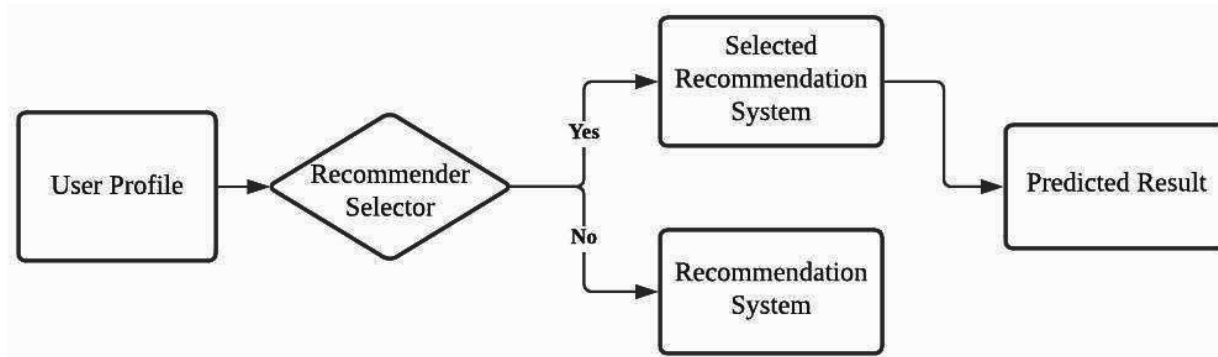 User Profile
Recommender
Selector
Yes
No
Selected
Recommendation
System
Recommendation
System
Predicted Result